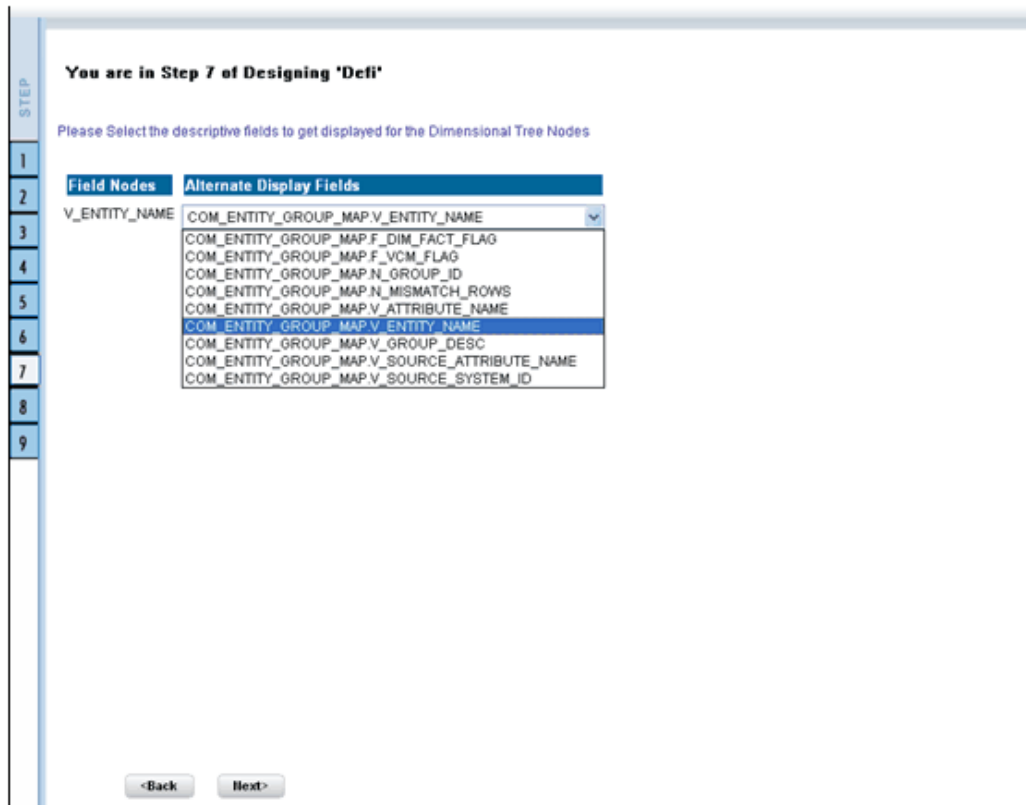 STEP
1
2
3
4
5
6
7
8
9
You are in Step 7 of Designing 'Defi'
Please Select the descriptive fields to get displayed for the Dimensional Tree Nodes
Field Nodes Alternate Display Fields
V_ENTITY_NAME COM_ENTITY_GROUP_MAP.V_ENTITY_NAME
COM_ENTITY_GROUP_MAP.F_DIM_FACT_FLAG
COM_ENTITY_GROUP_MAP.F_VCM_FLAG
COM_ENTITY_GROUP_MAP.N_GROUP_ID
COM_ENTITY_GROUP_MAP.N_MISMATCH_ROWS
COM_ENTITY_GROUP_MAP.V_ATTRIBUTE_NAME
COM_ENTITY_GROUP_MAP.V_ENTITY_NAME
COM_ENTITY_GROUP_MAP.V_GROUP_DESC
COM_ENTITY_GROUP_MAP.V_SOURCE_ATTRIBUTE_NAME
COM_ENTITY_GROUP_MAP.V_SOURCE_SYSTEM_ID
<Back Next>